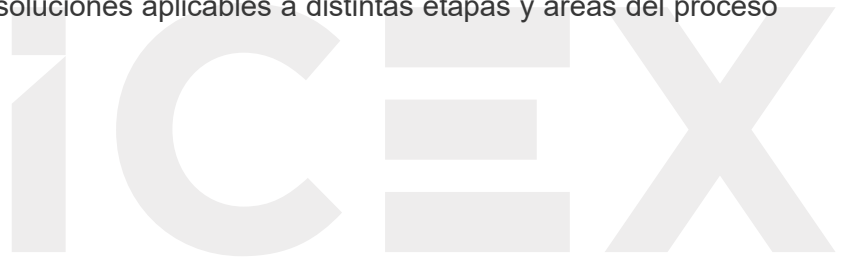 soluciones aplicables a distintas etapas y áreas del proceso
iCEX